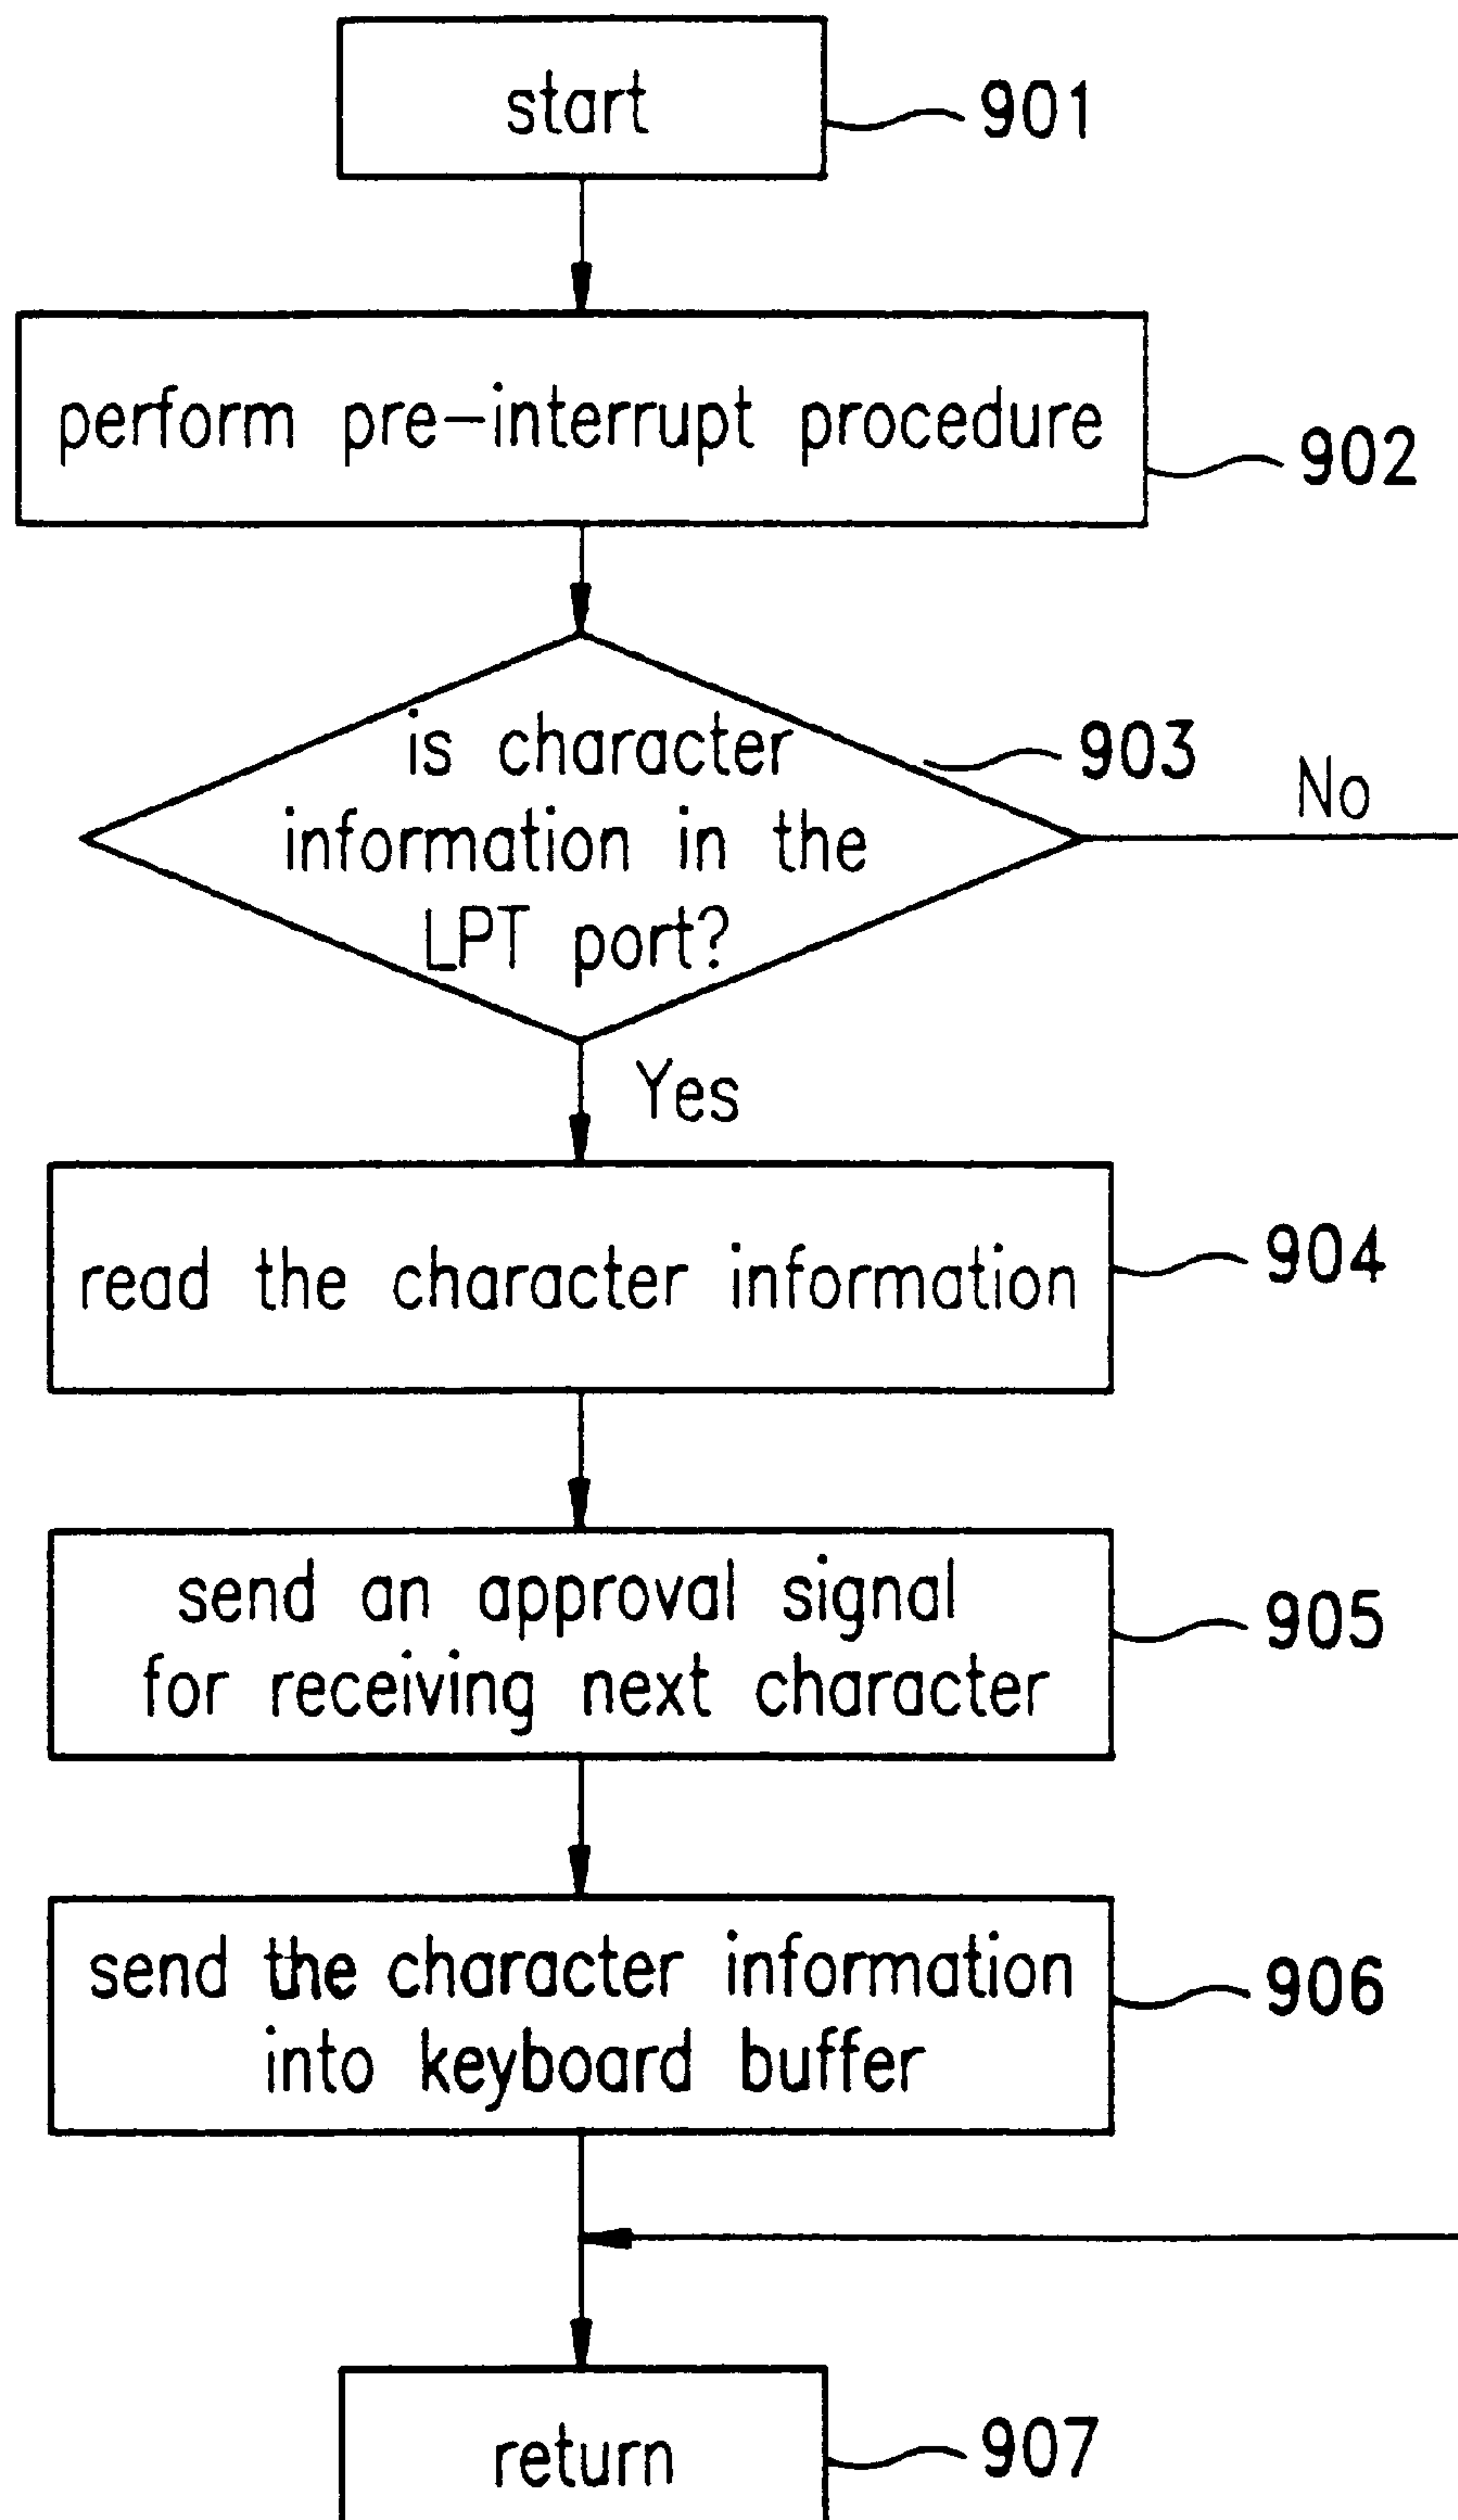 start
901
perform pre-interrupt procedure
902
is character
903
information in the
No
LPT port?
Yes
read the character information
904
send an approval signal
for receiving next character
905
send the character information
into keyboard buffer
906
return
907